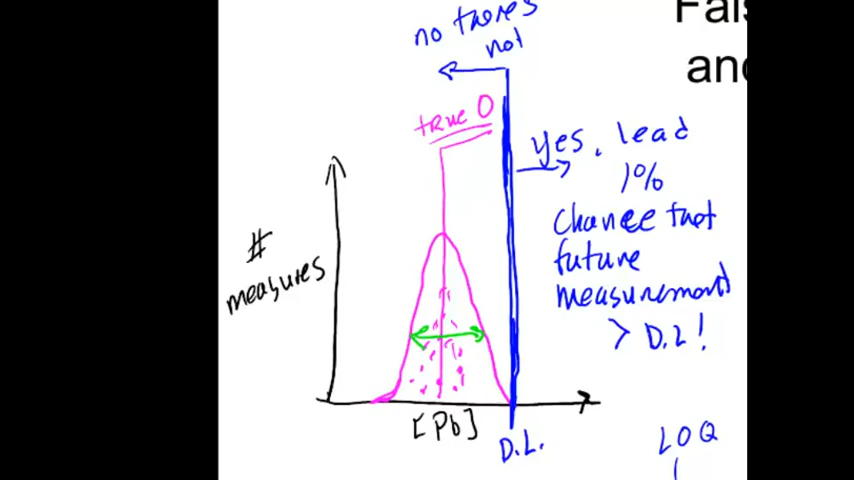 no there's
not
Fals
and
true 0
yes, lead
1%
Chance that
future
measurement
> D.L!
#
measures
[Pb]
D.L.
LOQ